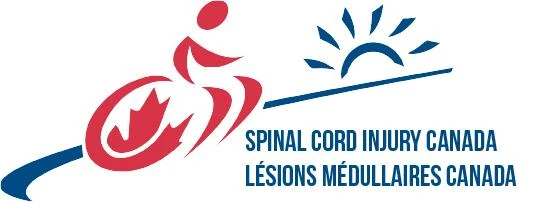 SPINAL CORD INJURY CANADA
LÉSIONS MÉDULLAIRES CANADA